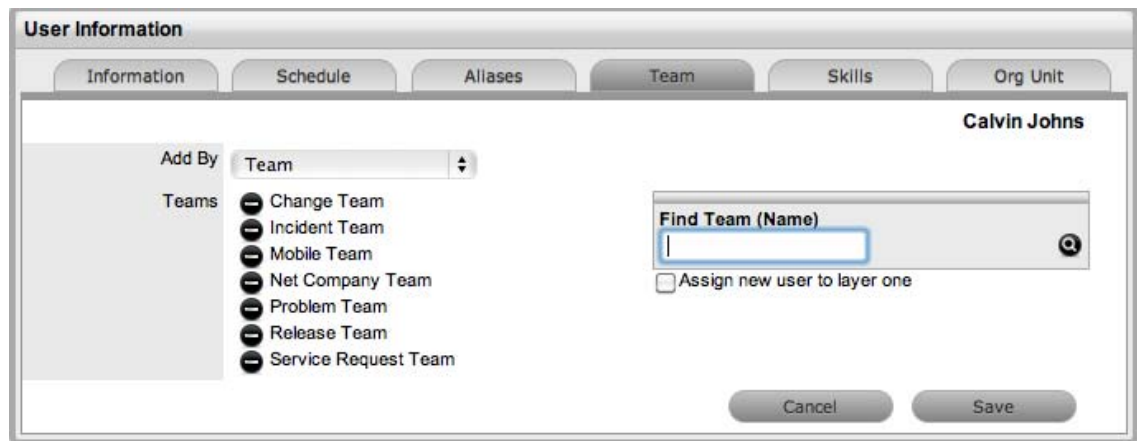 User Information
Information Schedule Aliases Team Skills Org Unit
Calvin Johns
Add By Team
Teams
Change Team
Incident Team
Mobile Team
Net Company Team
Problem Team
Release Team
Service Request Team
Find Team (Name)
Assign new user to layer one
Cancel Save